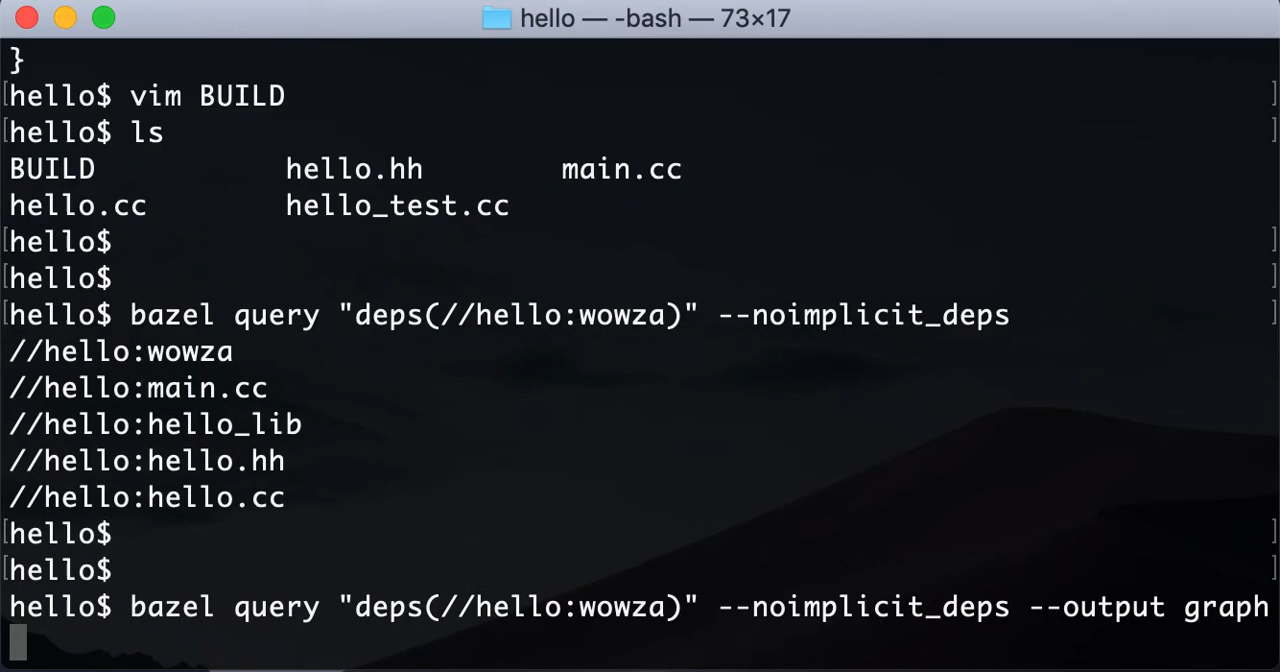 hello — -bash — 73×17
}
hello$ vim BUILD
hello$ ls
BUILD hello.hh main.cc
hello.cc hello_test.cc
hello$
hello$
hello$ bazel query "deps(//hello:wowza)" --noimplicit_deps
//hello:wowza
//hello:main.cc
//hello:hello_lib
//hello:hello.hh
//hello:hello.cc
hello$
hello$
hello$ bazel query "deps(//hello:wowza)" --noimplicit_deps --output graph